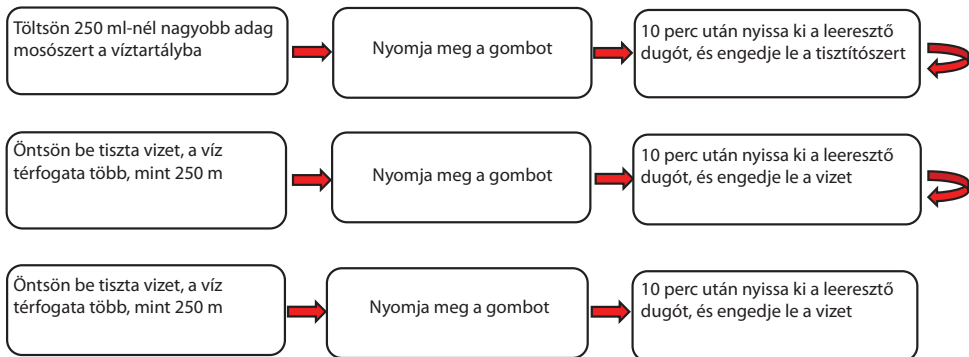 Töltsön 250 ml-nél nagyobb adag
mosószert a víztartályba
Nyomja meg a gombot
10 perc után nyissa ki a leeresztő
dugót, és engedje le a tisztítószert
Öntsön be tiszta vizet, a víz
térfogata több, mint 250 m
Nyomja meg a gombot
10 perc után nyissa ki a leeresztő
dugót, és engedje le a vizet
Öntsön be tiszta vizet, a víz
térfogata több, mint 250 m
Nyomja meg a gombot
10 perc után nyissa ki a leeresztő
dugót, és engedje le a vizet